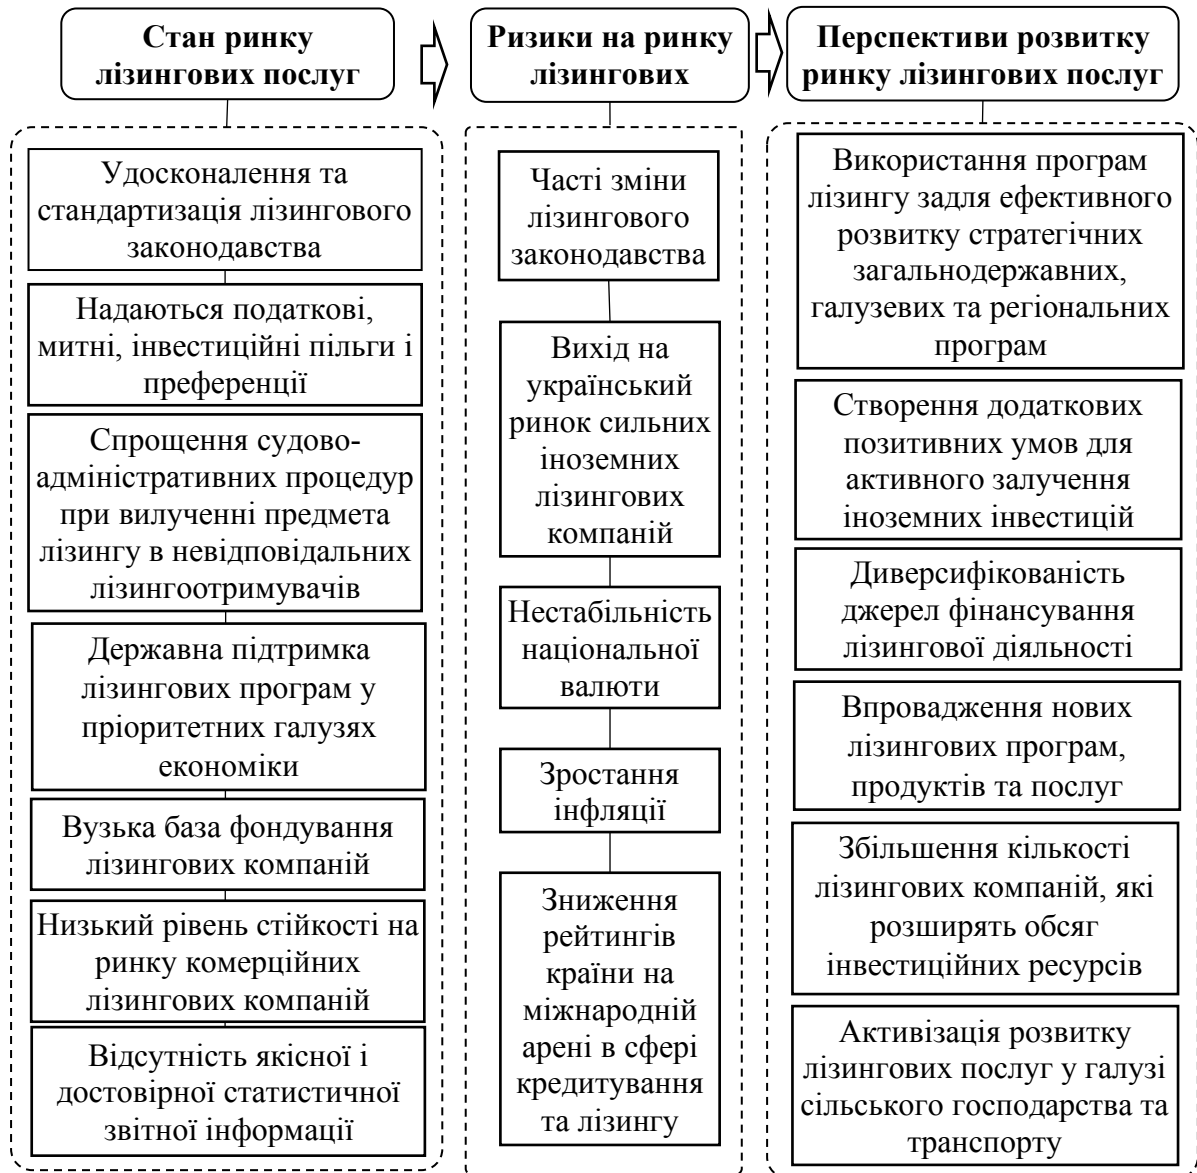 Стан ринку
лізингових послуг
Ризики на ринку
лізингових
Перспективи розвитку
ринку лізингових послуг
Удосконалення та
стандартизація лізингового
законодавства
Надаються податкові,
митні, інвестиційні пільги і
преференції
Спрощення судово-
адміністративних процедур
при вилученні предмета
лізингу в невідповідальних
лізингоотримувачів
Державна підтримка
лізингових програм у
пріоритетних галузях
економіки
Вузька база фондування
лізингових компаній
Низький рівень стійкості на
ринку комерційних
лізингових компаній
Відсутність якісної і
достовірної статистичної
звітної інформації
Часті зміни
лізингового
законодавства
Вихід на
український
ринок сильних
іноземних
лізингових
компаній
Нестабільність
національної
валюти
Зростання
інфляції
Зниження
рейтингів
країни на
міжнародній
арені в сфері
кредитування
та лізингу
Використання програм
лізингу задля ефективного
розвитку стратегічних
загальнодержавних,
галузевих та регіональних
програм
Створення додаткових
позитивних умов для
активного залучення
іноземних інвестицій
Диверсифікованість
джерел фінансування
лізингової діяльності
Впровадження нових
лізингових програм,
продуктів та послуг
Збільшення кількості
лізингових компаній, які
розширять обсяг
інвестиційних ресурсів
Активізація розвитку
лізингових послуг у галузі
сільського господарства та
транспорту